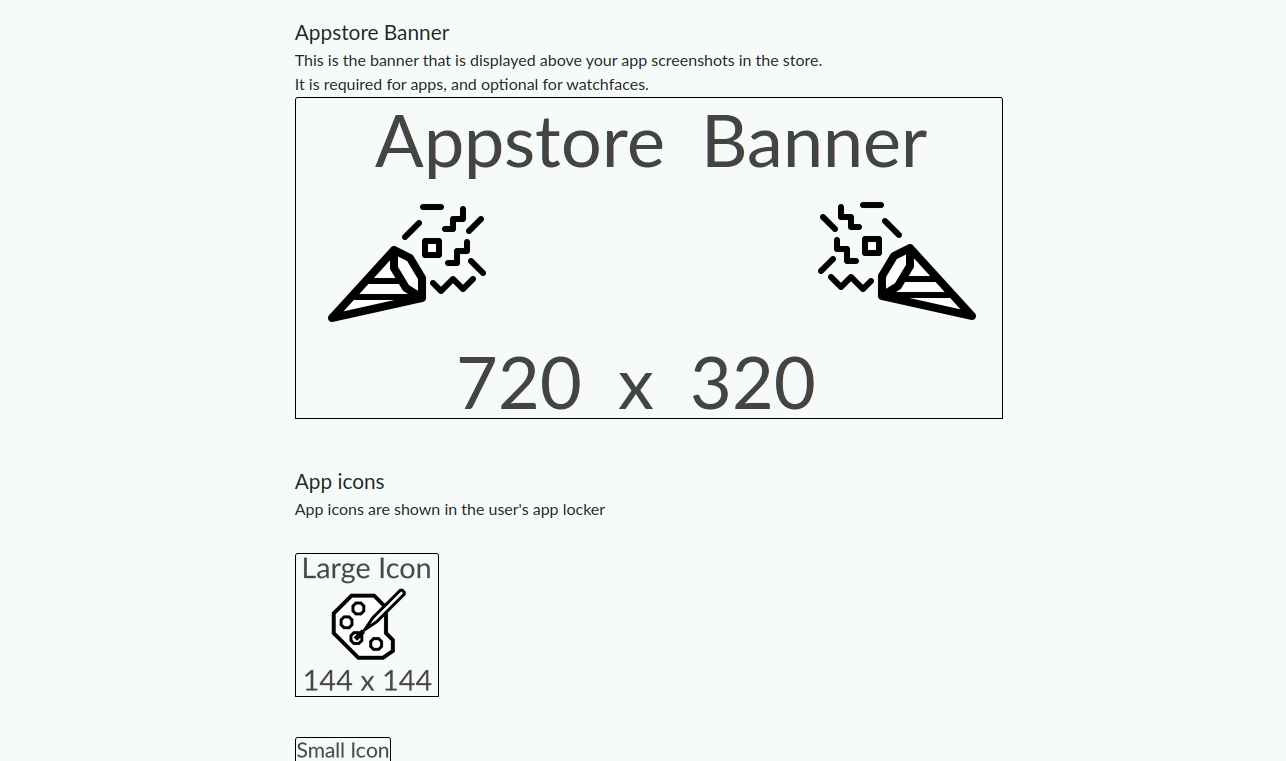 Appstore Banner
This is the banner that is displayed above your app screenshots in the store.
It is required for apps, and optional for watchfaces.
Appstore Banner
720 x 320
App icons
App icons are shown in the user's app locker
Large Icon
144 x 144
Small Icon